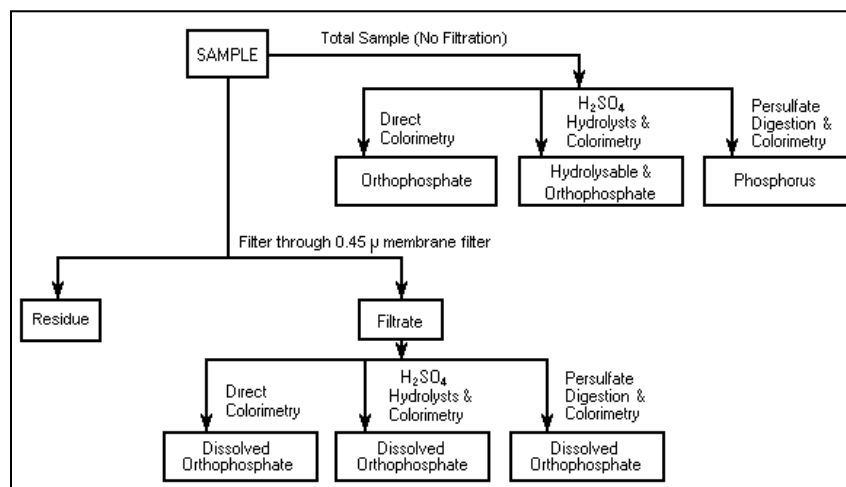 SAMPLE
Total Sample (No Filtration)
Direct
Colorimetry
H₂SO₄
Hydrolysts &
Colorimetry
Persulfate
Digestion &
Colorimetry
Orthophosphate
Hydrolysable &
Orthophosphate
Phosphorus
Filter through 0.45 µ membrane filter
Residue
Filtrate
Direct
Colorimetry
H₂SO₄
Hydrolysts &
Colorimetry
Persulfate
Digestion &
Colorimetry
Dissolved
Orthophosphate
Dissolved
Orthophosphate
Dissolved
Orthophosphate